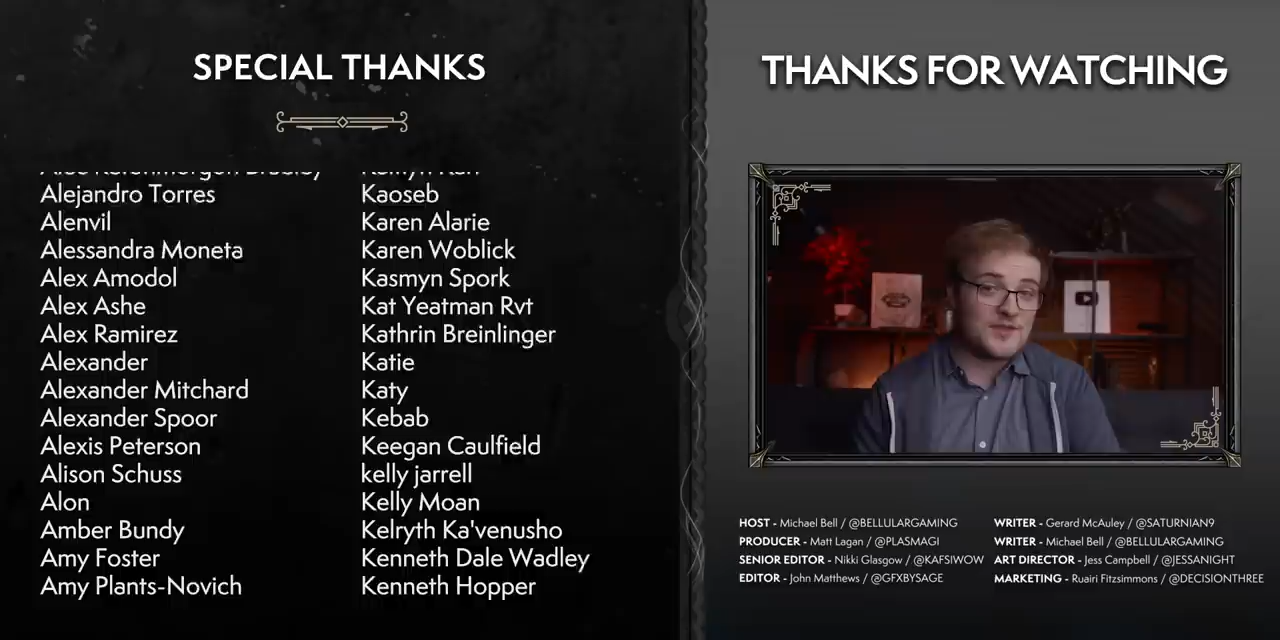 SPECIAL THANKS
Alejandro Torres
Alenvil
Alessandra Moneta
Alex Amodol
Alex Ashe
Alex Ramirez
Alexander
Alexander Mitchard
Alexander Spoor
Alexis Peterson
Alison Schuss
Alon
Amber Bundy
Amy Foster
Amy Plants-Novich
Kaoseb
Karen Alarie
Karen Woblick
Kasmyn Spork
Kat Yeatman Rvt
Kathrin Breinlinger
Katie
Katy
Kebab
Keegan Caulfield
kelly jarrell
Kelly Moan
Kelryth Ka'venusho
Kenneth Dale Wadley
Kenneth Hopper
THANKS FOR WATCHING
HOST - Michael Bell / @BELLULARGAMING
PRODUCER - Matt Lagan / @PLASMAGI
SENIOR EDITOR - Nikki Glasgow / @KAFSIWOW
EDITOR - John Matthews / @GFXBYSAGE
WRITER - Gerard McAuley / @SATURNIAN9
WRITER - Michael Bell / @BELLULARGAMING
ART DIRECTOR - Jess Campbell / @JESSANIGHT
MARKETING - Ruairi Fitzsimmons / @DECISIONTHREE